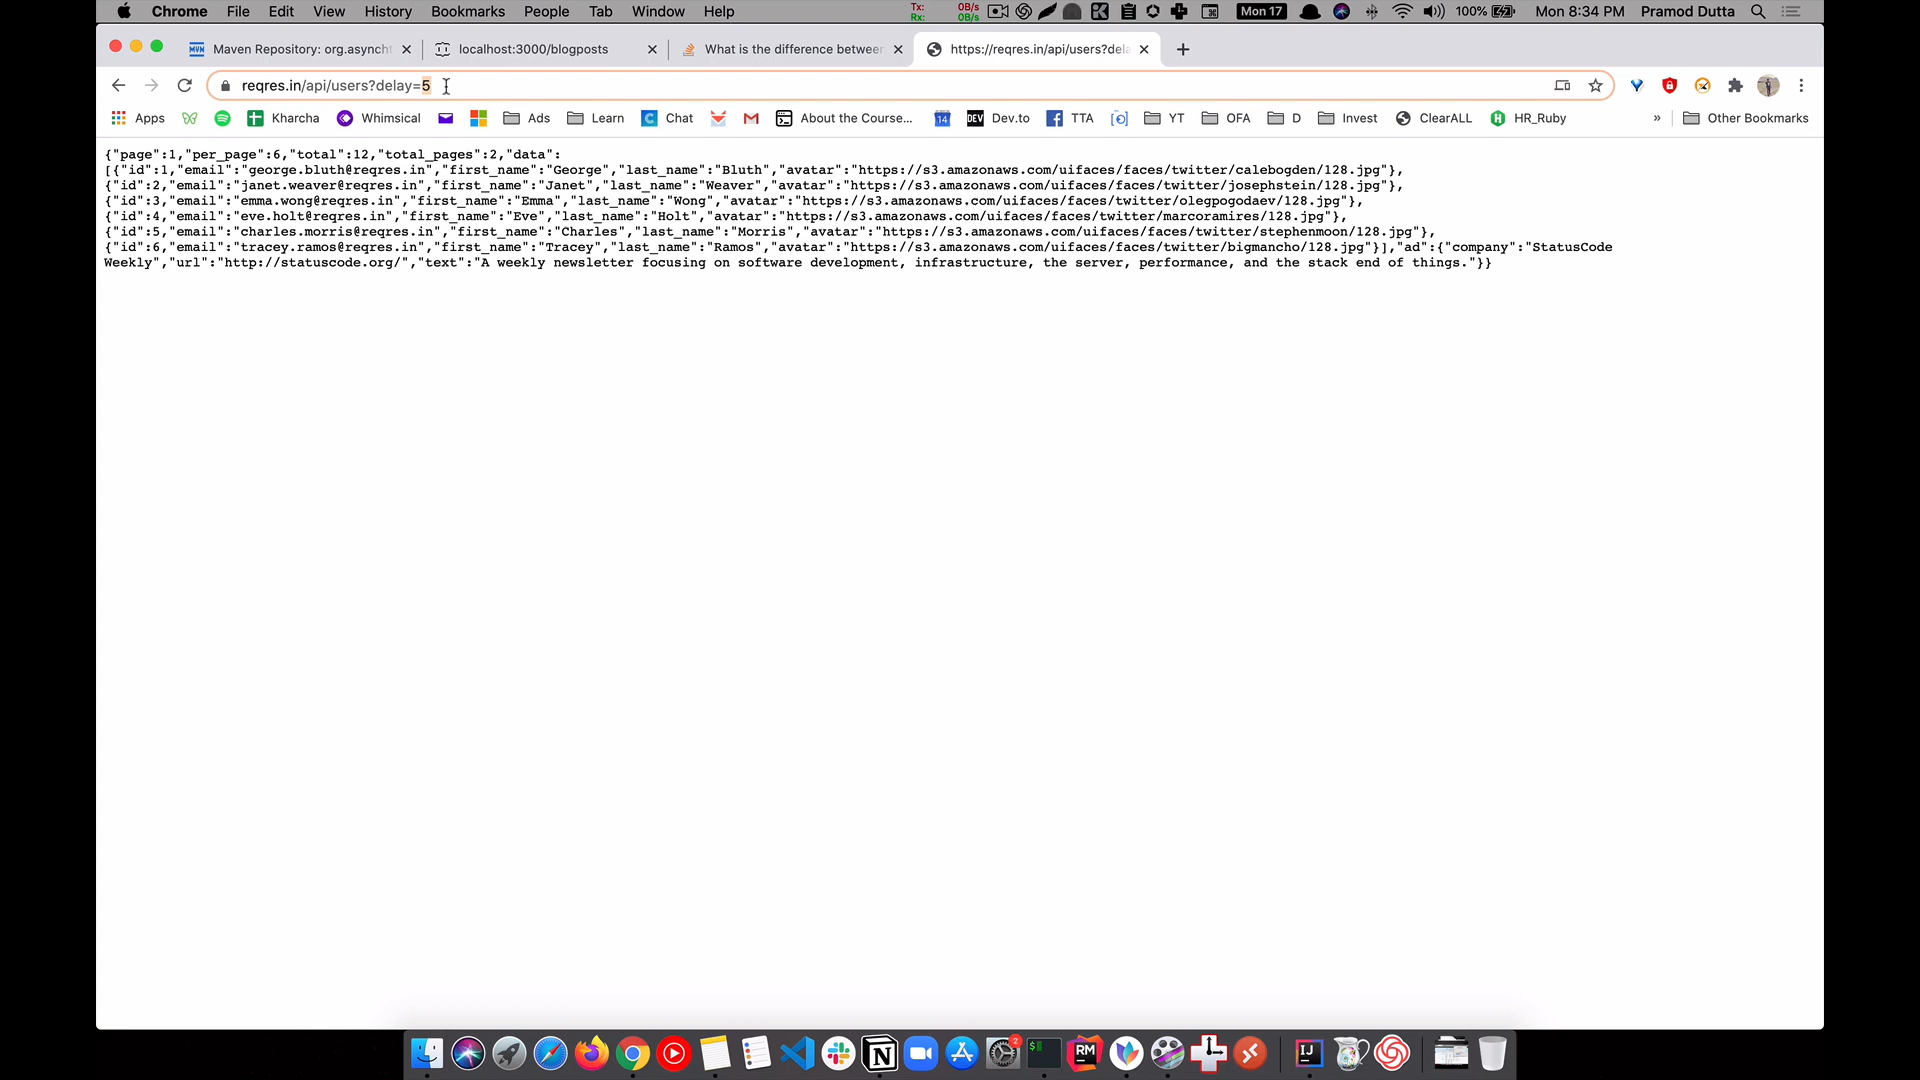 Chrome File Edit View History Bookmarks People Tab Window Help Tx: 0B/s Rx: 0B/s Mon 17 100% Mon 8:34 PM Pramod Dutta
Maven Repository: org.asyncht localhost:3000/blogposts What is the difference between https://reqres.in/api/users?dela
reqres.in/api/users?delay=5
Apps Kharcha Whimsical Ads Learn Chat About the Course... 14 DEV Dev.to TTA YT OFA D Invest ClearALL HR_Ruby » Other Bookmarks
{"page":1,"per_page":6,"total":12,"total_pages":2,"data":
[{"id":1,"email":"george.bluth@reqres.in","first_name":"George","last_name":"Bluth","avatar":"https://s3.amazonaws.com/uifaces/faces/twitter/calebogden/128.jpg"},
{"id":2,"email":"janet.weaver@reqres.in","first_name":"Janet","last_name":"Weaver","avatar":"https://s3.amazonaws.com/uifaces/faces/twitter/josephstein/128.jpg"},
{"id":3,"email":"emma.wong@reqres.in","first_name":"Emma","last_name":"Wong","avatar":"https://s3.amazonaws.com/uifaces/faces/twitter/olegpogodaev/128.jpg"},
{"id":4,"email":"eve.holt@reqres.in","first_name":"Eve","last_name":"Holt","avatar":"https://s3.amazonaws.com/uifaces/faces/twitter/marcoramires/128.jpg"},
{"id":5,"email":"charles.morris@reqres.in","first_name":"Charles","last_name":"Morris","avatar":"https://s3.amazonaws.com/uifaces/faces/twitter/stephenmoon/128.jpg"},
{"id":6,"email":"tracey.ramos@reqres.in","first_name":"Tracey","last_name":"Ramos","avatar":"https://s3.amazonaws.com/uifaces/faces/twitter/bigmancho/128.jpg"}],"ad":{"company":"StatusCode
Weekly","url":"http://statuscode.org/","text":"A weekly newsletter focusing on software development, infrastructure, the server, performance, and the stack end of things."}}
2 $ RM IJ